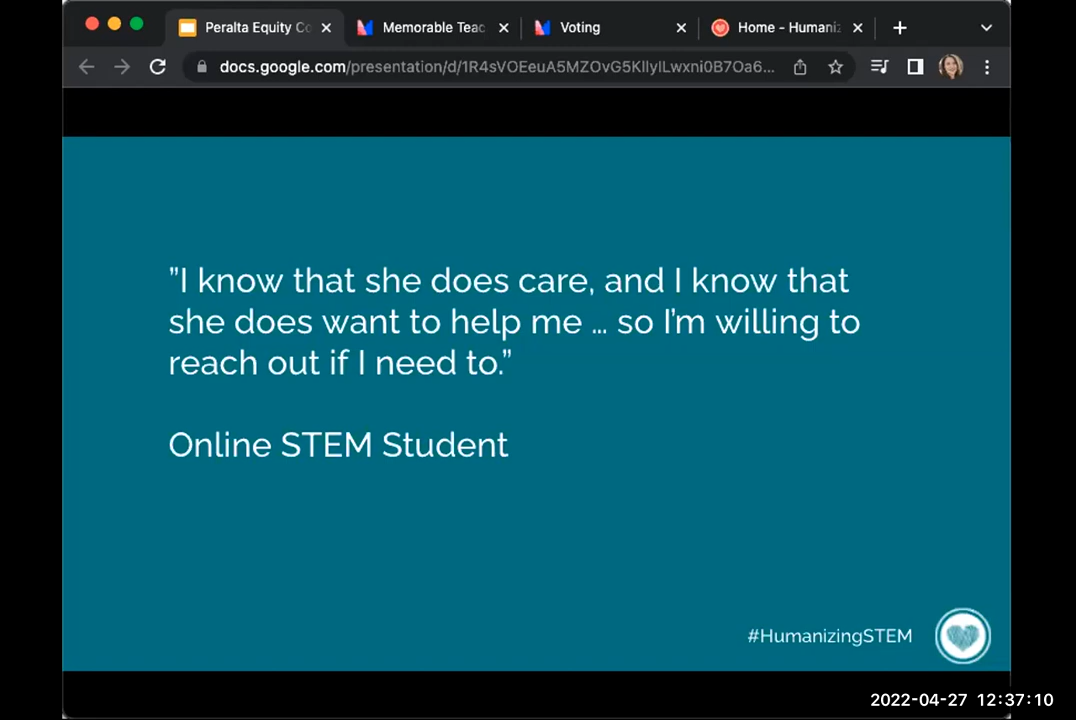 Peralta Equity Co
Memorable Teac
Voting
Home - Humaniz
docs.google.com/presentation/d/1R4sVOEeuA5MZOvG5KIlylLwxni0B7Oa6...
”I know that she does care, and I know that
she does want to help me ... so I’m willing to
reach out if I need to.”
Online STEM Student
#HumanizingSTEM
2022-04-27 12:37:10